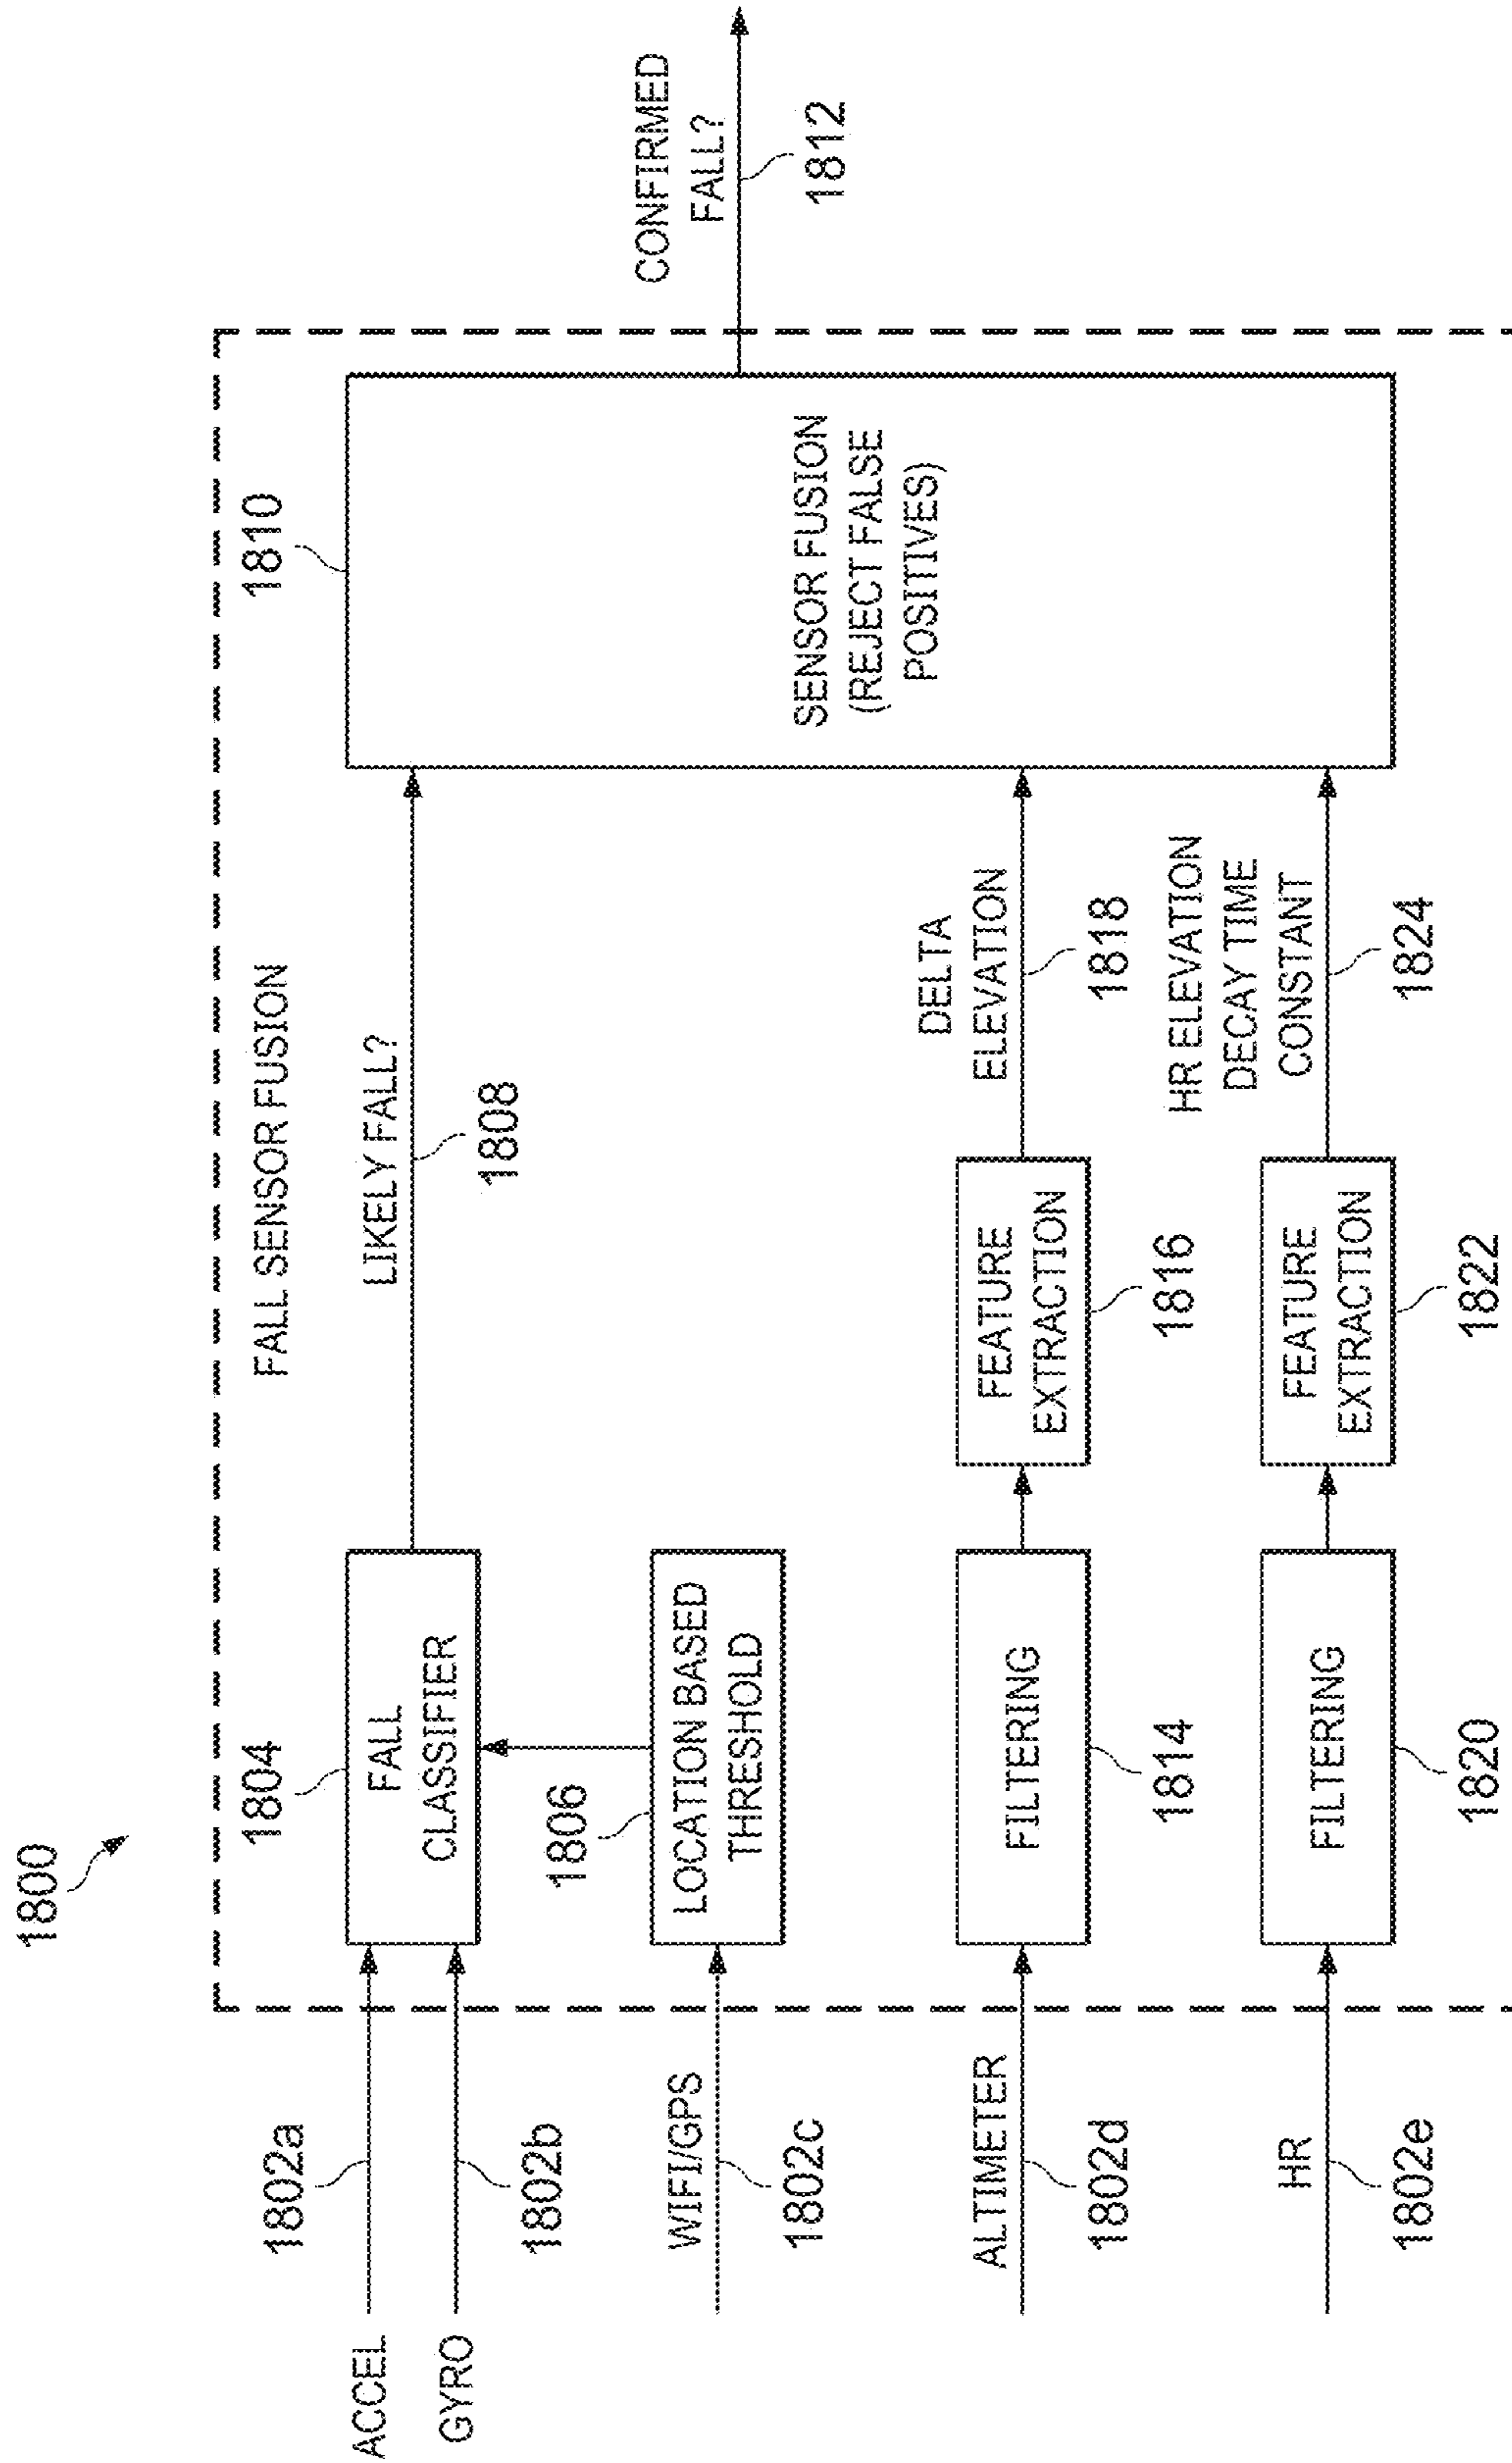 1800
FALL SENSOR FUSION
ACCEL
1802a
GYRO
1802b
1804
FALL
CLASSIFIER
LIKELY FALL?
1808
1810
SENSOR FUSION
(REJECT FALSE
POSITIVES)
CONFIRMED
FALL?
1812
WIFI/GPS
1802c
1806
LOCATION BASED
THRESHOLD
ALTIMETER
1802d
FILTERING
1814
FEATURE
EXTRACTION
1816
DELTA
ELEVATION
1818
HR
1802e
FILTERING
1820
FEATURE
EXTRACTION
1822
HR ELEVATION
DECAY TIME
CONSTANT
1824